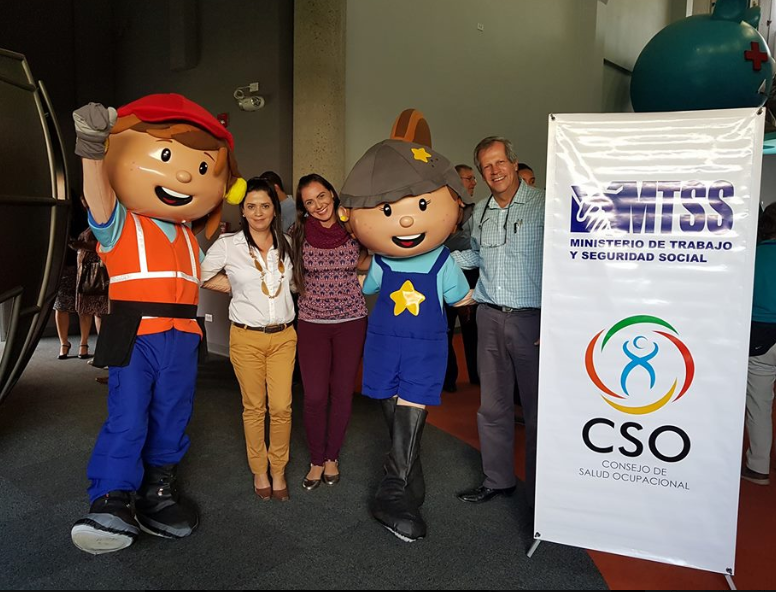 MTSS
MINISTERIO DE TRABAJO
Y SEGURIDAD SOCIAL
CSO
CONSEJO DE
SALUD OCUPACIONAL